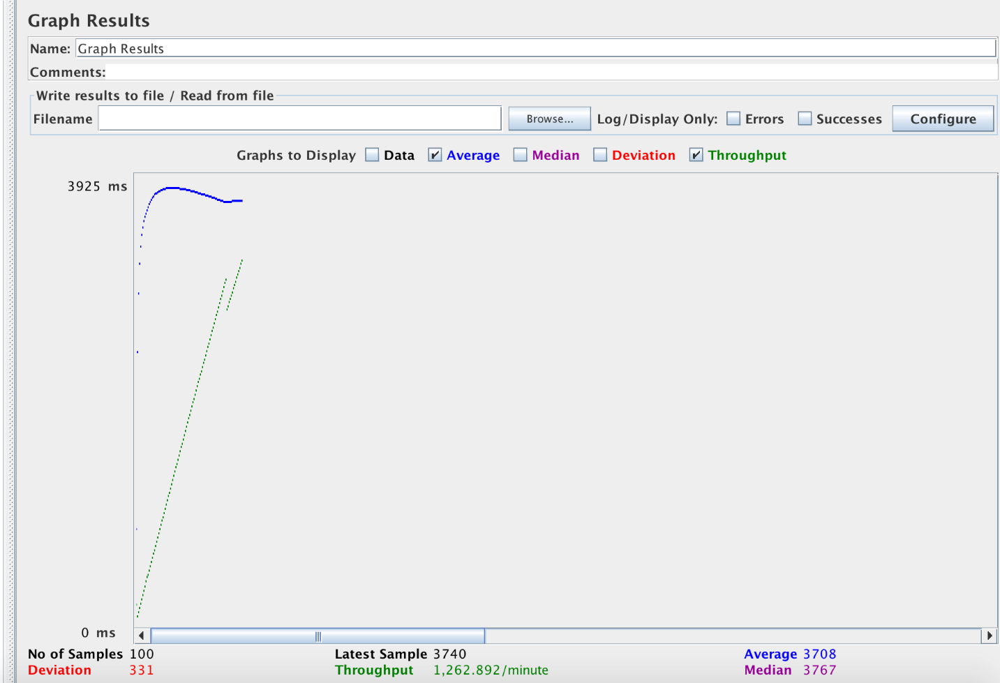 Graph Results
Name: Graph Results
Comments:
Write results to file / Read from file
Filename Browse... Log/Display Only: Errors Successes Configure
Graphs to Display Data Average Median Deviation Throughput
3925 ms
0 ms
No of Samples 100 Latest Sample 3740 Average 3708
Deviation 331 Throughput 1,262.892/minute Median 3767